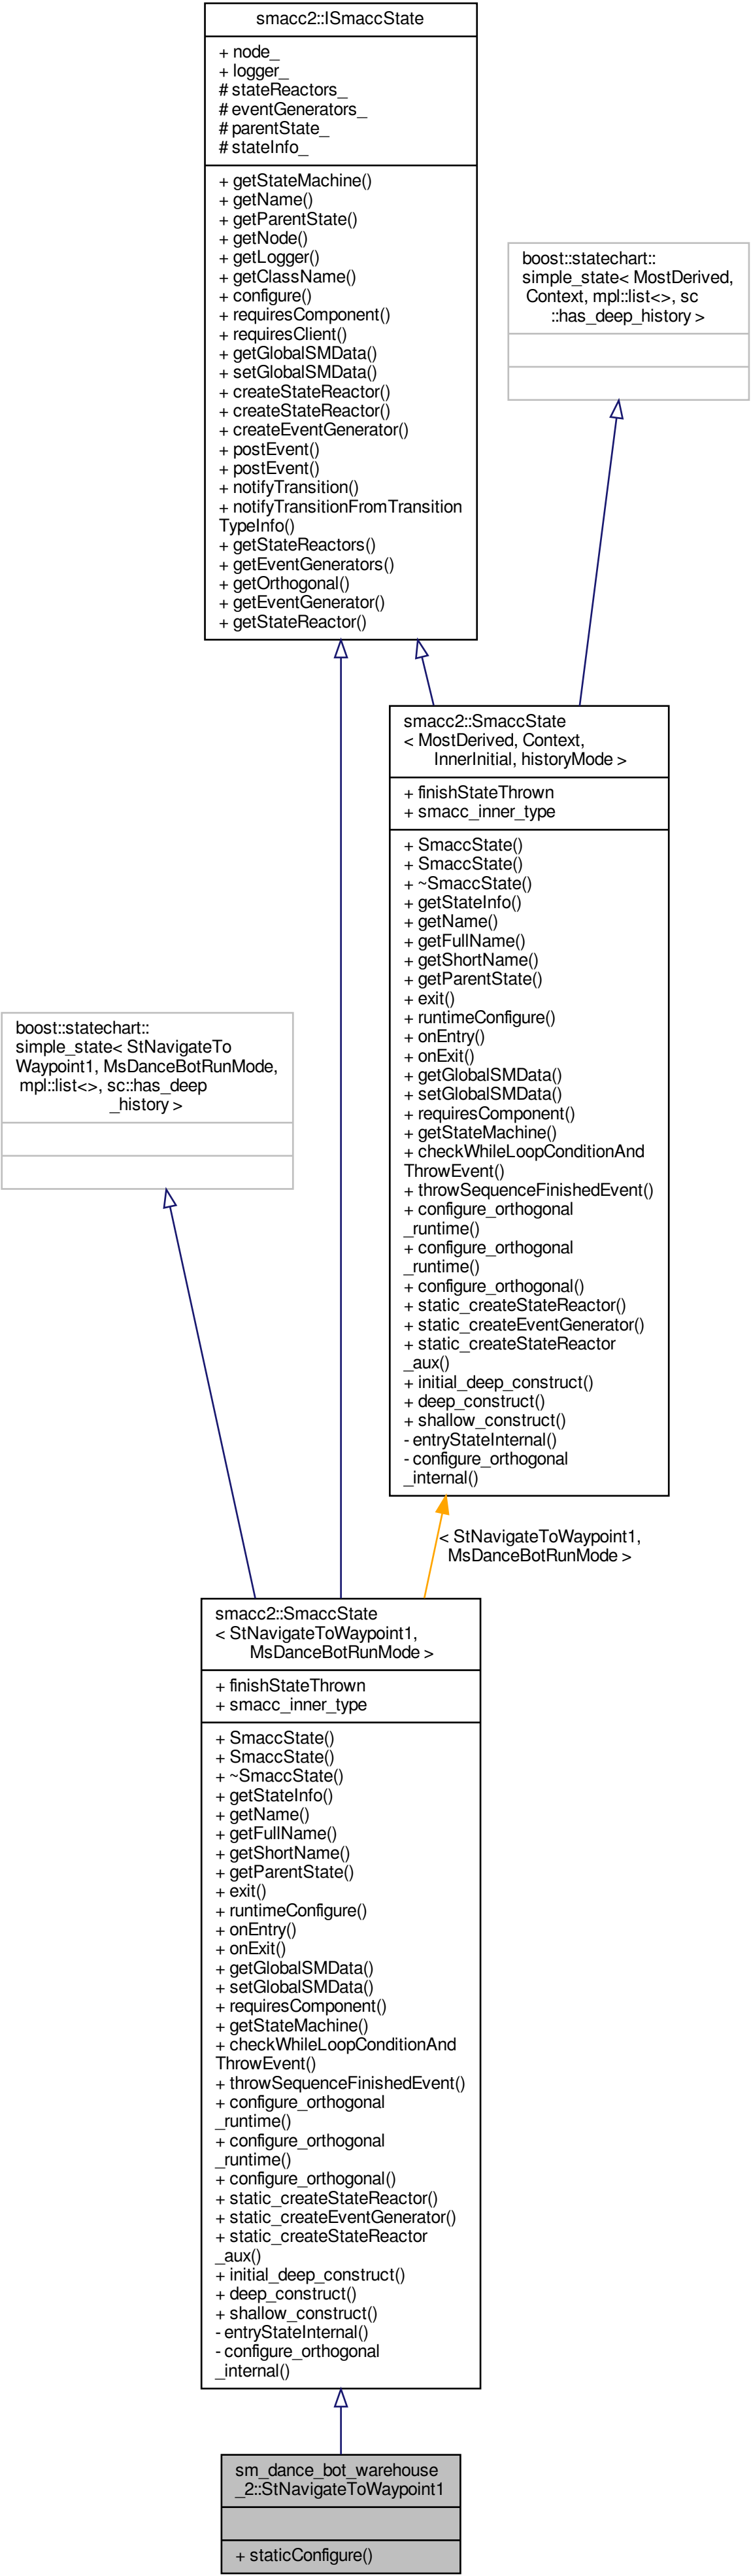 smacc2::ISmaccState
+ node_
+ logger_
# stateReactors_
# eventGenerators_
# parentState_
# stateInfo_
+ getStateMachine()
+ getName()
+ getParentState()
+ getNode()
+ getLogger()
+ getClassName()
+ configure()
+ requiresComponent()
+ requiresClient()
+ getGlobalSMData()
+ setGlobalSMData()
+ createStateReactor()
+ createStateReactor()
+ createEventGenerator()
+ postEvent()
+ postEvent()
+ notifyTransition()
+ notifyTransitionFromTransition
TypeInfo()
+ getStateReactors()
+ getEventGenerators()
+ getOrthogonal()
+ getEventGenerator()
+ getStateReactor()
boost::statechart::
simple_state< MostDerived,
Context, mpl::list<>, sc
::has_deep_history >
smacc2::SmaccState
< MostDerived, Context,
InnerInitial, historyMode >
+ finishStateThrown
+ smacc_inner_type
+ SmaccState()
+ SmaccState()
+ ~SmaccState()
+ getStateInfo()
+ getName()
+ getFullName()
+ getShortName()
+ getParentState()
+ exit()
+ runtimeConfigure()
+ onEntry()
+ onExit()
+ getGlobalSMData()
+ setGlobalSMData()
+ requiresComponent()
+ getStateMachine()
+ checkWhileLoopConditionAnd
ThrowEvent()
+ throwSequenceFinishedEvent()
+ configure_orthogonal
_runtime()
+ configure_orthogonal
_runtime()
+ configure_orthogonal()
+ static_createStateReactor()
+ static_createEventGenerator()
+ static_createStateReactor
_aux()
+ initial_deep_construct()
+ deep_construct()
+ shallow_construct()
- entryStateInternal()
- configure_orthogonal
_internal()
boost::statechart::
simple_state< StNavigateTo
Waypoint1, MsDanceBotRunMode,
mpl::list<>, sc::has_deep
_history >
< StNavigateToWaypoint1,
MsDanceBotRunMode >
smacc2::SmaccState
< StNavigateToWaypoint1,
MsDanceBotRunMode >
+ finishStateThrown
+ smacc_inner_type
+ SmaccState()
+ SmaccState()
+ ~SmaccState()
+ getStateInfo()
+ getName()
+ getFullName()
+ getShortName()
+ getParentState()
+ exit()
+ runtimeConfigure()
+ onEntry()
+ onExit()
+ getGlobalSMData()
+ setGlobalSMData()
+ requiresComponent()
+ getStateMachine()
+ checkWhileLoopConditionAnd
ThrowEvent()
+ throwSequenceFinishedEvent()
+ configure_orthogonal
_runtime()
+ configure_orthogonal
_runtime()
+ configure_orthogonal()
+ static_createStateReactor()
+ static_createEventGenerator()
+ static_createStateReactor
_aux()
+ initial_deep_construct()
+ deep_construct()
+ shallow_construct()
- entryStateInternal()
- configure_orthogonal
_internal()
sm_dance_bot_warehouse
_2::StNavigateToWaypoint1
+ staticConfigure()